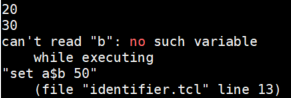 20
30
can't read "b": no such variable
    while executing
"set a$b 50"
    (file "identifier.tcl" line 13)